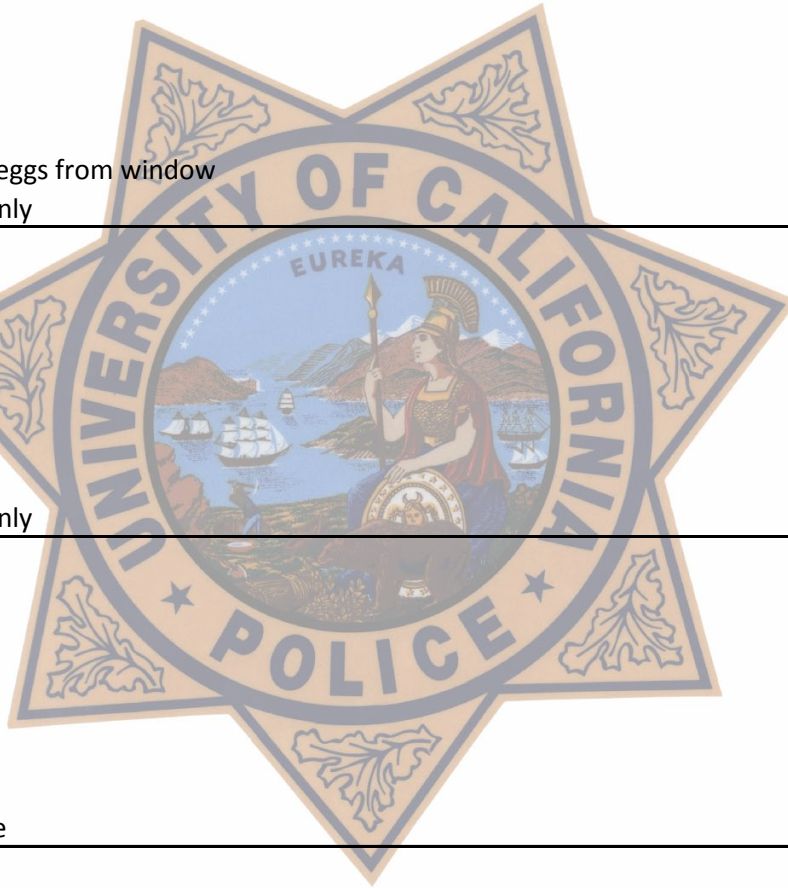 eggs from window
nly
UNIVERSITY OF CALIFORNIA
EUREKA
nly
POLICE
e